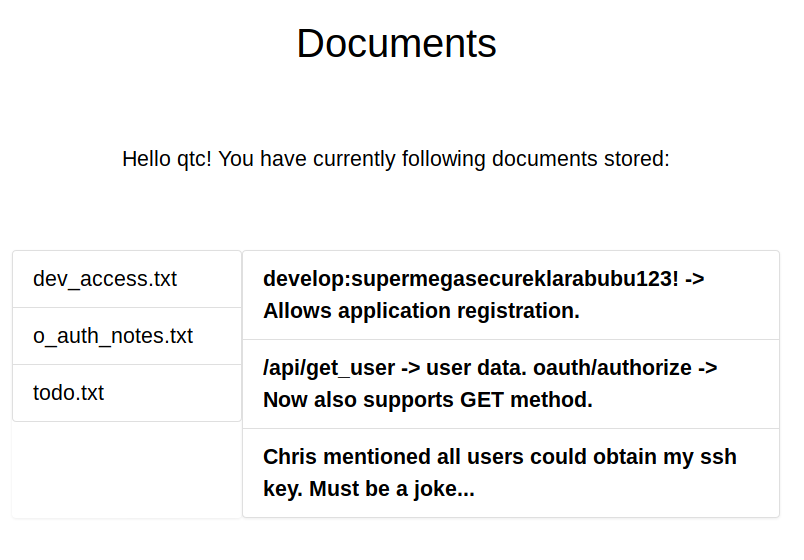 Documents
Hello qtc! You have currently following documents stored:
dev_access.txt
o_auth_notes.txt
todo.txt
develop:supermegasecureklarabubu123! ->
Allows application registration.
/api/get_user -> user data. oauth/authorize ->
Now also supports GET method.
Chris mentioned all users could obtain my ssh
key. Must be a joke...